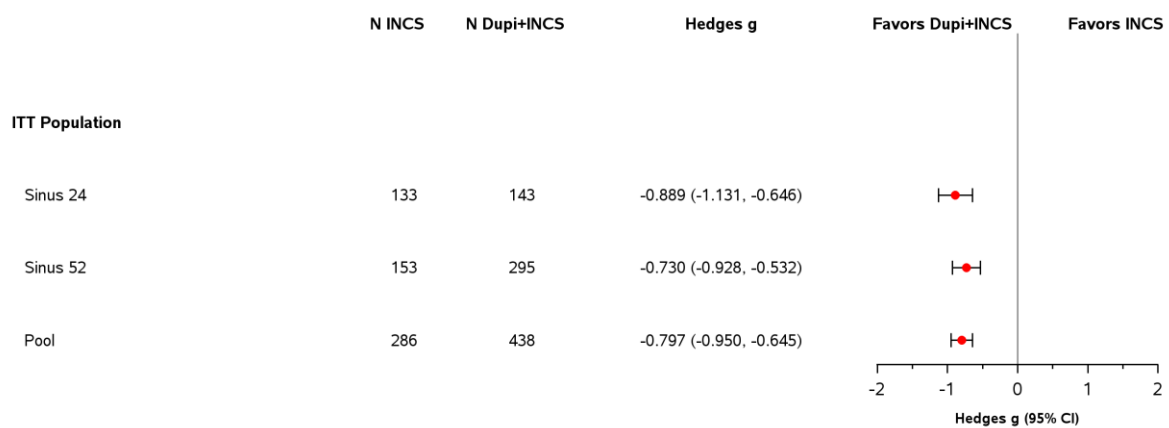 N INCS N Dupi+INCS Hedges g Favors Dupi+INCS Favors INCS
ITT Population
Sinus 24 133 143 -0.889 (-1.131, -0.646)
Sinus 52 153 295 -0.730 (-0.928, -0.532)
Pool 286 438 -0.797 (-0.950, -0.645)
-2 -1 0 1 2
Hedges g (95% CI)